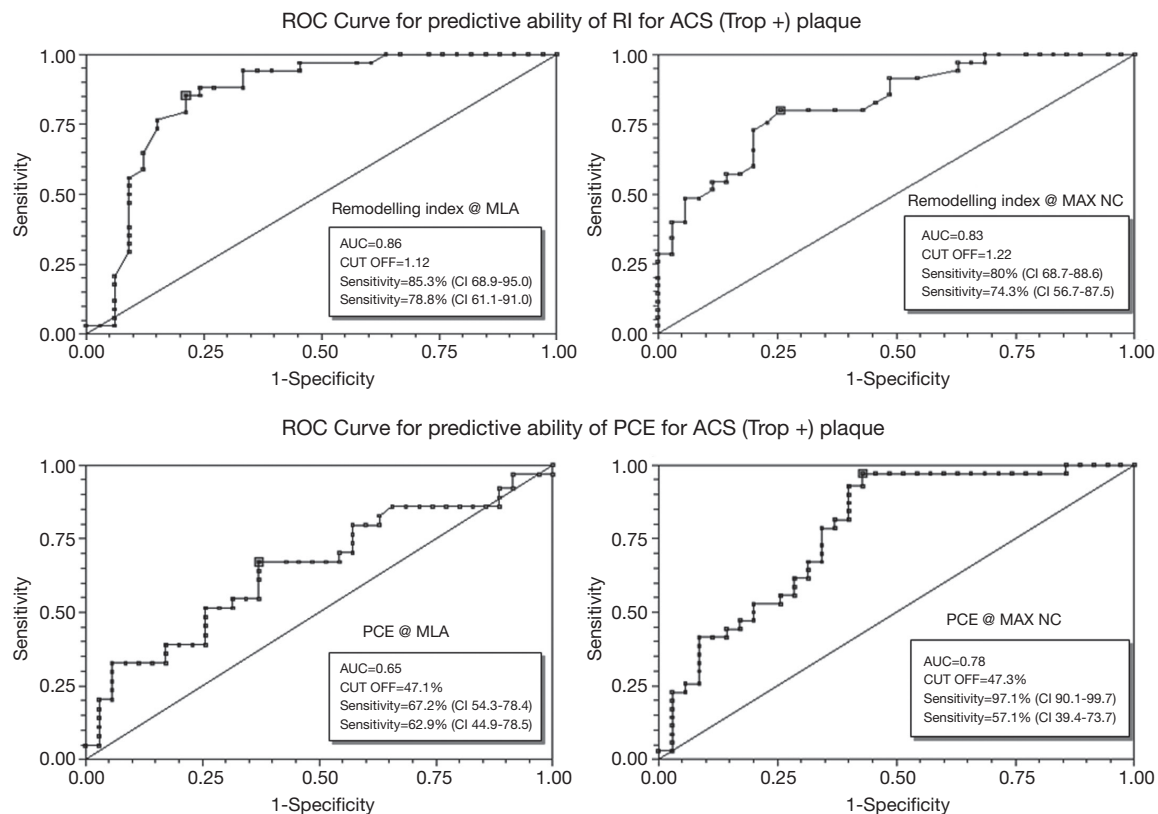 ROC Curve for predictive ability of RI for ACS (Trop +) plaque
1.00
0.75
0.50
0.25
0.00
Sensitivity
Remodelling index @ MLA
AUC=0.86
CUT OFF=1.12
Sensitivity=85.3% (CI 68.9-95.0)
Sensitivity=78.8% (CI 61.1-91.0)
0.00 0.25 0.50 0.75 1.00
1-Specificity
1.00
0.75
0.50
0.25
0.00
Sensitivity
Remodelling index @ MAX NC
AUC=0.83
CUT OFF=1.22
Sensitivity=80% (CI 68.7-88.6)
Sensitivity=74.3% (CI 56.7-87.5)
0.00 0.25 0.50 0.75 1.00
1-Specificity
ROC Curve for predictive ability of PCE for ACS (Trop +) plaque
1.00
0.75
0.50
0.25
0.00
Sensitivity
PCE @ MLA
AUC=0.65
CUT OFF=47.1%
Sensitivity=67.2% (CI 54.3-78.4)
Sensitivity=62.9% (CI 44.9-78.5)
0.00 0.25 0.50 0.75 1.00
1-Specificity
1.00
0.75
0.50
0.25
0.00
Sensitivity
PCE @ MAX NC
AUC=0.78
CUT OFF=47.3%
Sensitivity=97.1% (CI 90.1-99.7)
Sensitivity=57.1% (CI 39.4-73.7)
0.00 0.25 0.50 0.75 1.00
1-Specificity